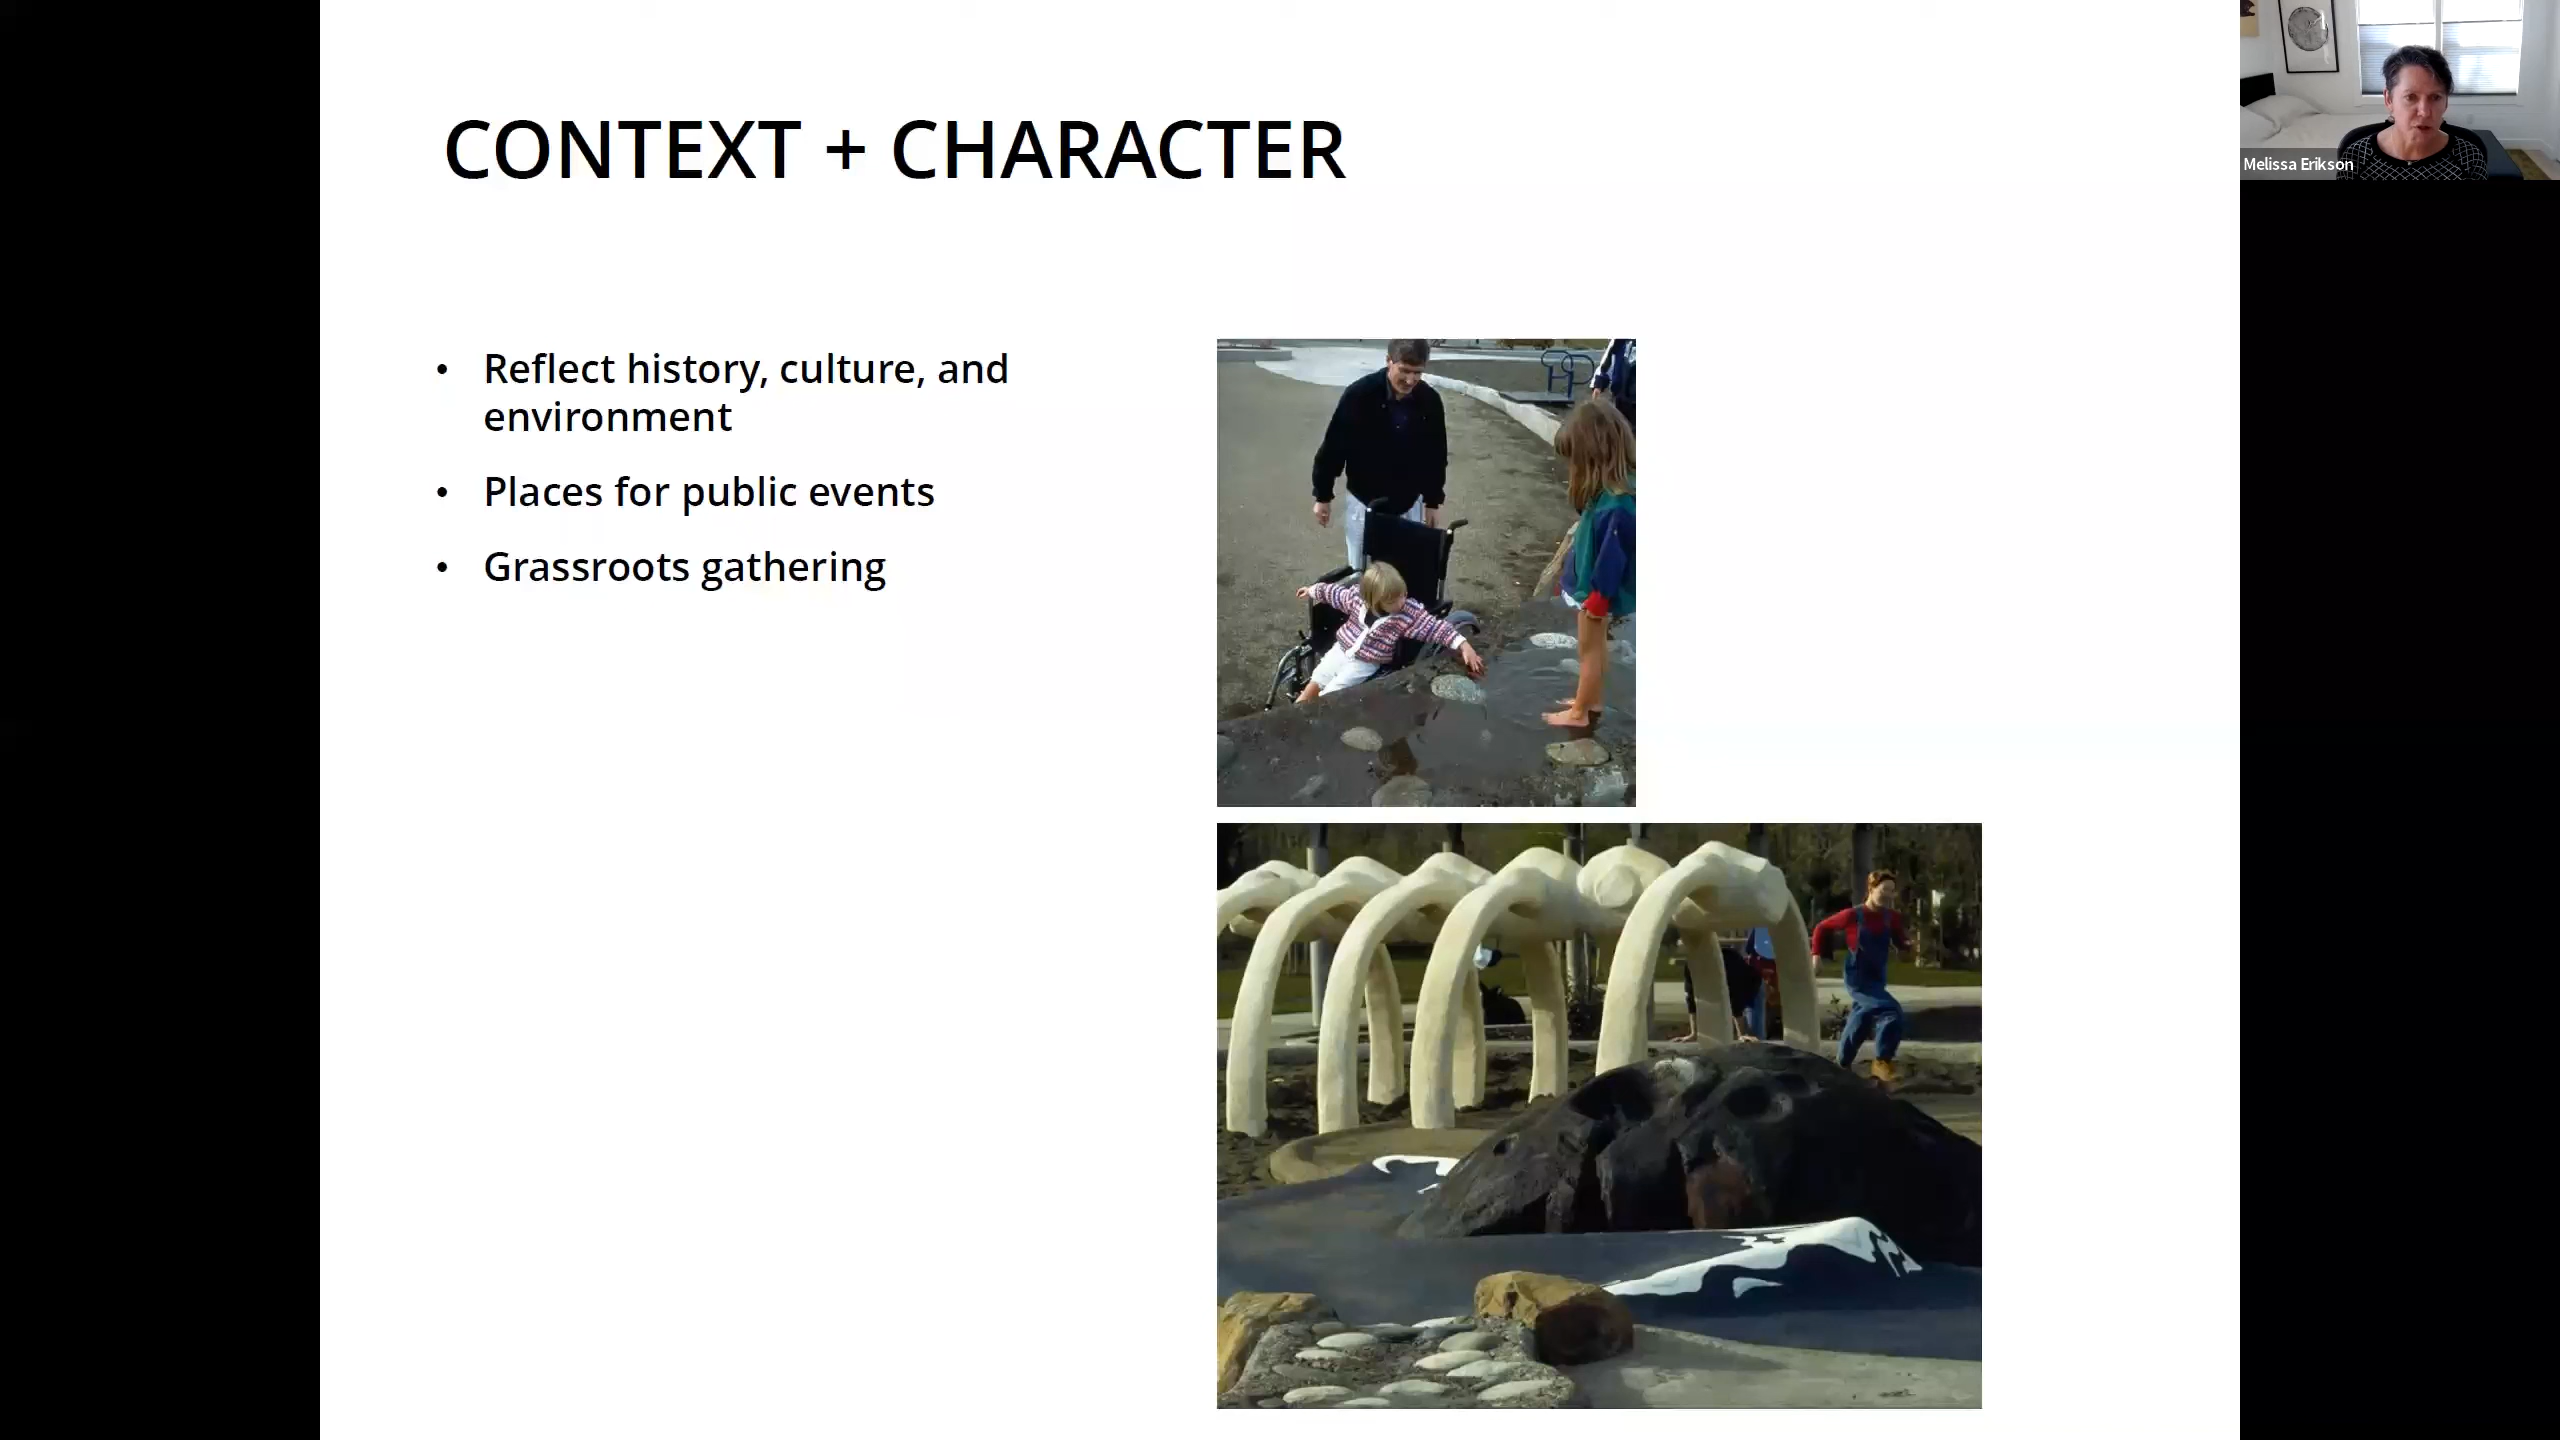 CONTEXT + CHARACTER
• Reflect history, culture, and
environment
• Places for public events
• Grassroots gathering
Melissa Erikson